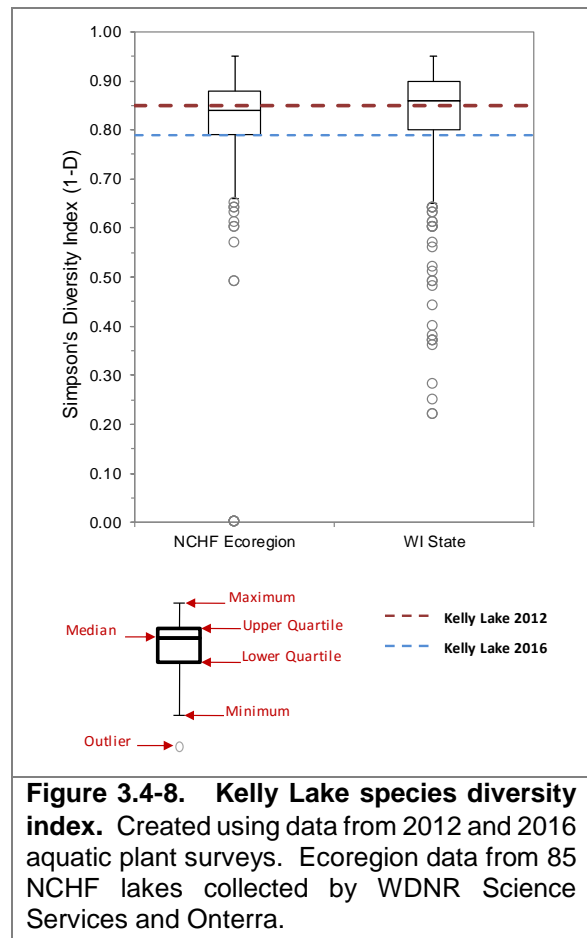 Simpson's Diversity Index (1-D)
1.00
0.90
0.80
0.70
0.60
0.50
0.40
0.30
0.20
0.10
0.00
NCHF Ecoregion
WI State
Maximum
Median
Upper Quartile
Lower Quartile
Minimum
Outlier
Kelly Lake 2012
Kelly Lake 2016
Figure 3.4-8. Kelly Lake species diversity
index. Created using data from 2012 and 2016
aquatic plant surveys. Ecoregion data from 85
NCHF lakes collected by WDNR Science
Services and Onterra.